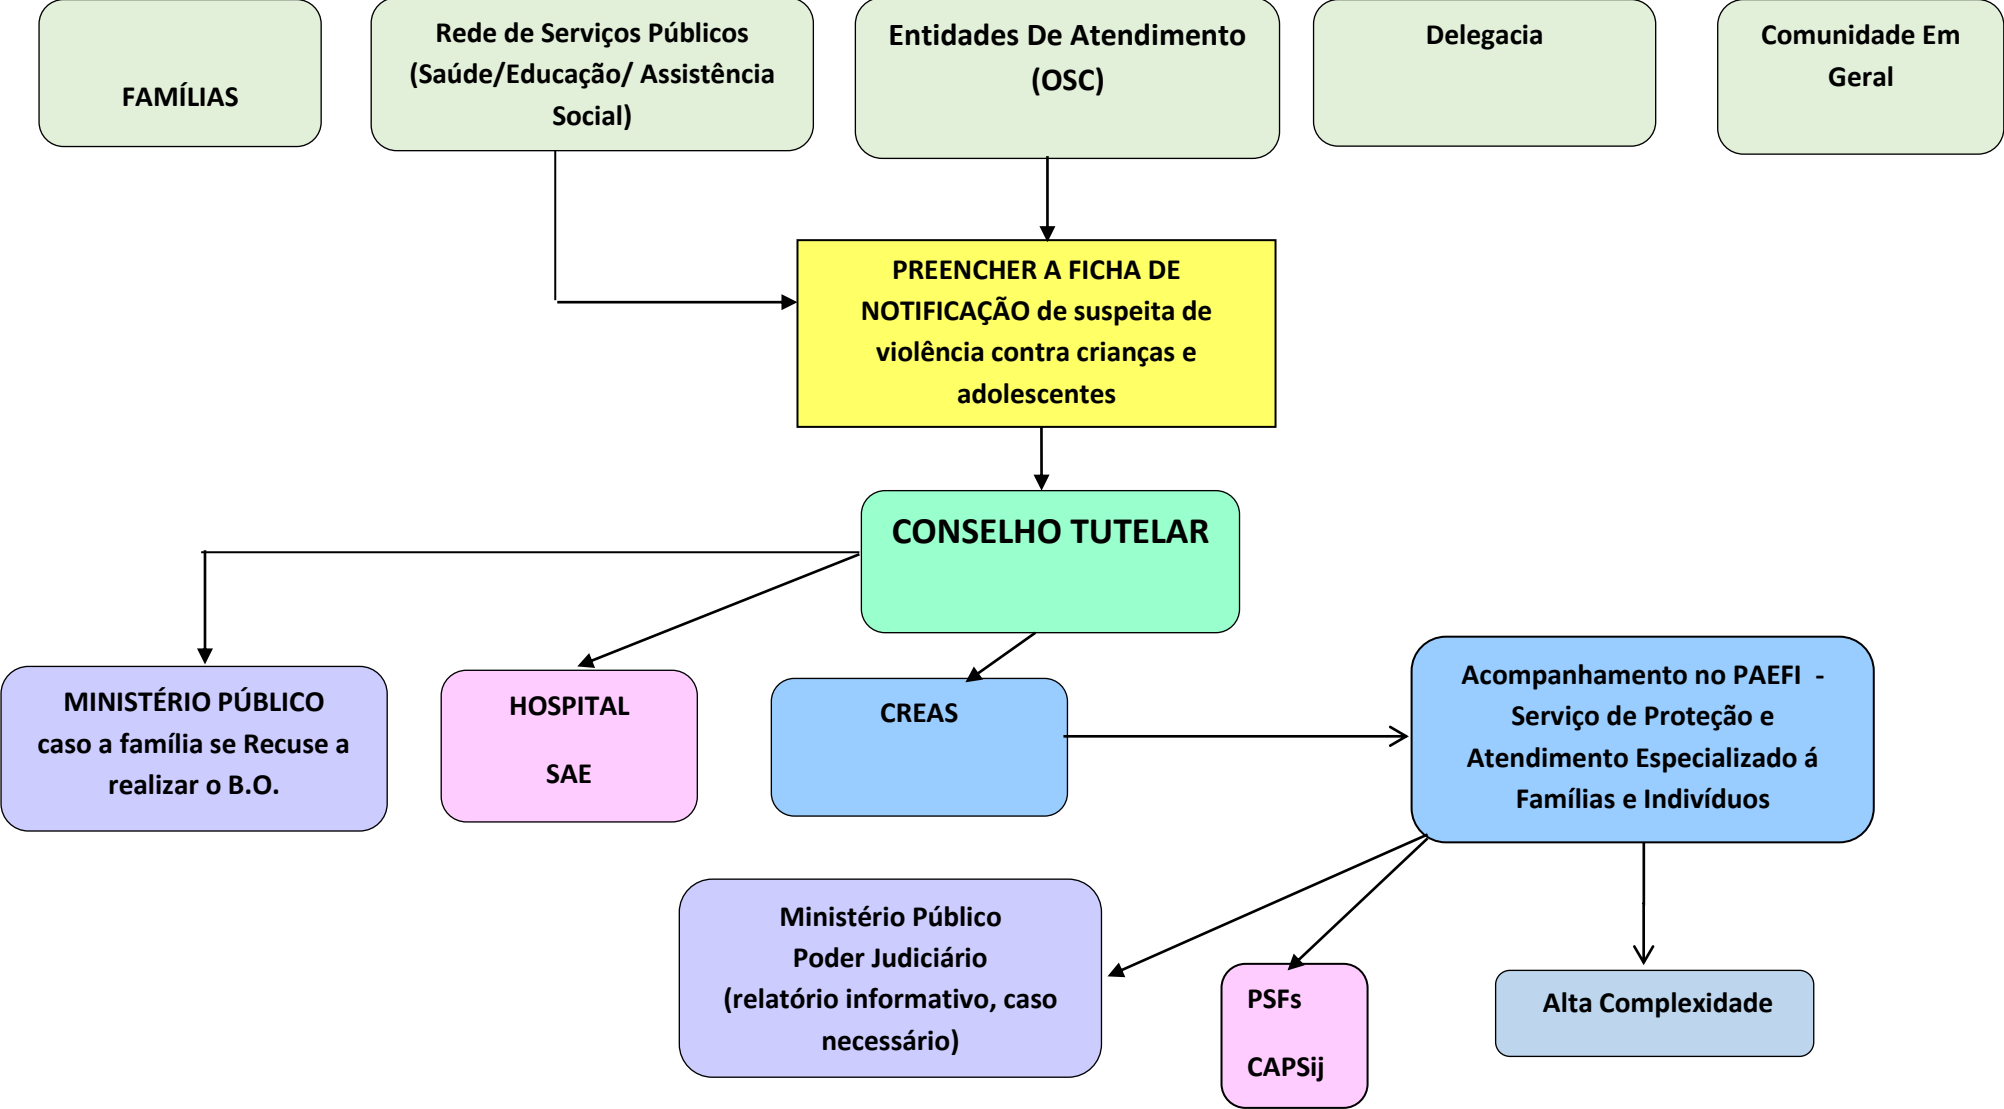 FAMÍLIAS
Rede de Serviços Públicos
(Saúde/Educação/ Assistência
Social)
Entidades De Atendimento
(OSC)
Delegacia
Comunidade Em
Geral
PREENCHER A FICHA DE
NOTIFICAÇÃO de suspeita de
violência contra crianças e
adolescentes
CONSELHO TUTELAR
MINISTÉRIO PÚBLICO
caso a família se Recuse a
realizar o B.O.
HOSPITAL
SAE
CREAS
Acompanhamento no PAEFI -
Serviço de Proteção e
Atendimento Especializado á
Famílias e Indivíduos
Ministério Público
Poder Judiciário
(relatório informativo, caso
necessário)
PSFs
CAPSij
Alta Complexidade